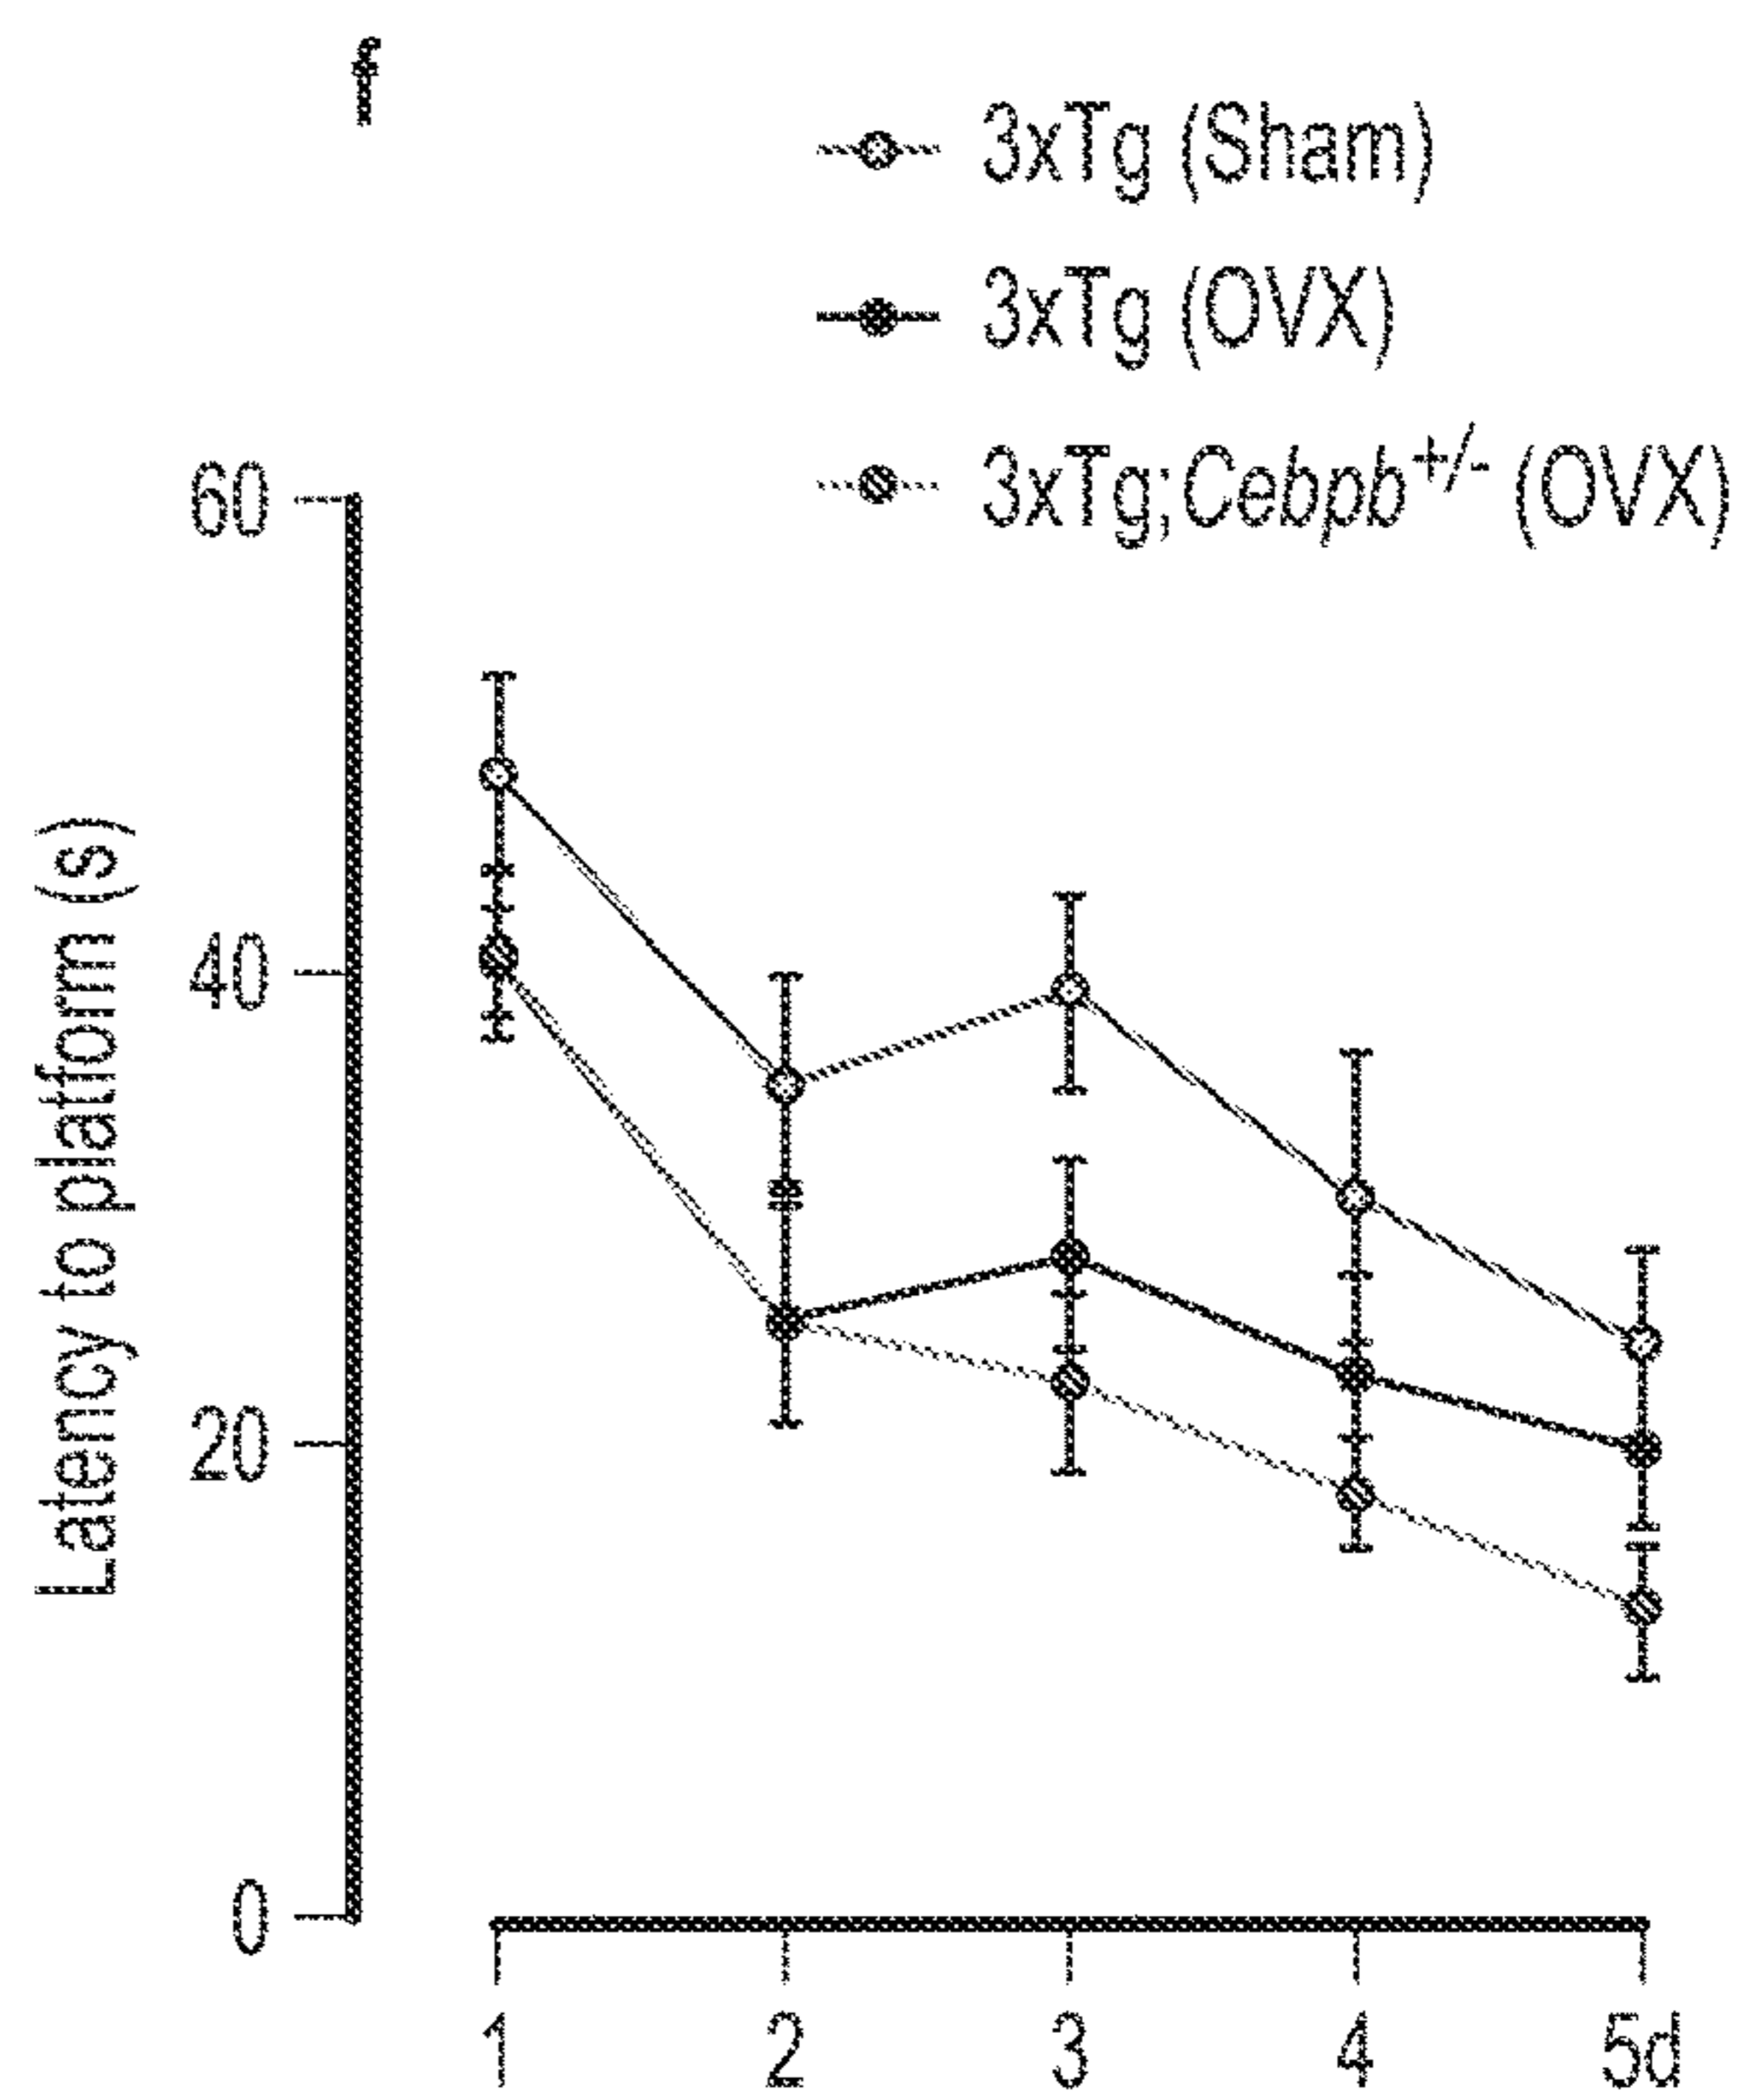 f
3xTg (Sham)
3xTg (OVX)
3xTg;Cebpb+/- (OVX)
Latency to platform (s)
60
40
20
0
1 2 3 4 5d